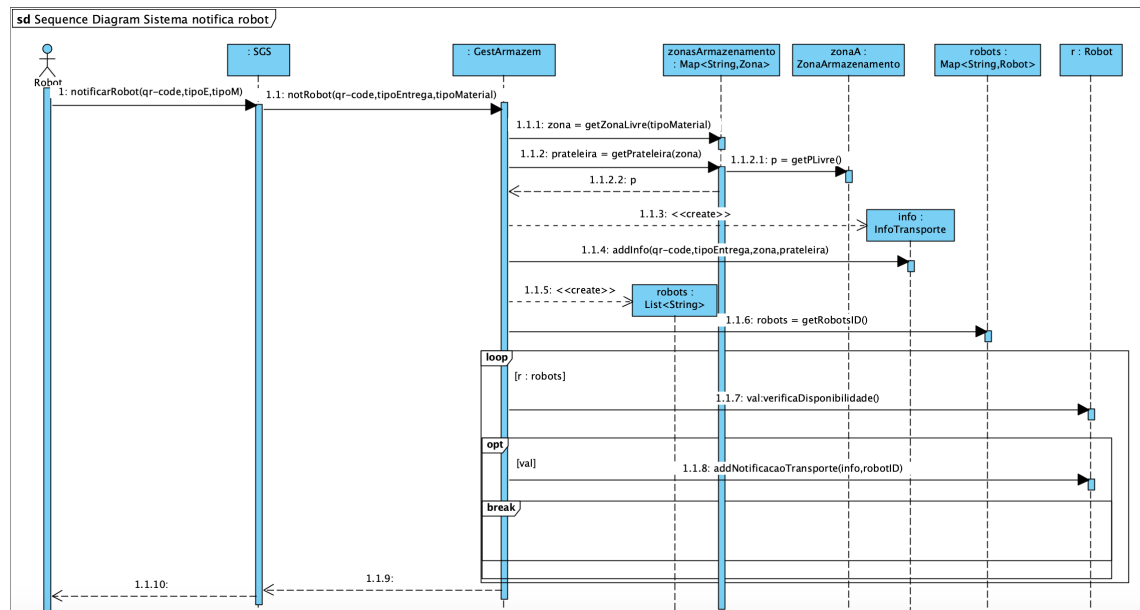 sd Sequence Diagram Sistema notifica robot
Robot
: SGS
: GestArmazem
zonasArmazenamento
: Map<String,Zona>
zonaA :
ZonaArmazenamento
robots :
Map<String,Robot>
r : Robot
1: notificarRobot(qr-code,tipoE,tipoM)
1.1: notRobot(qr-code,tipoEntrega,tipoMaterial)
1.1.1: zona = getZonaLivre(tipoMaterial)
1.1.2: prateleira = getPrateleira(zona)
1.1.2.1: p = getPLivre()
1.1.2.2: p
1.1.3: <<create>>
info :
InfoTransporte
1.1.4: addInfo(qr-code,tipoEntrega,zona,prateleira)
1.1.5: <<create>>
robots :
List<String>
1.1.6: robots = getRobotsID()
loop
[r : robots]
1.1.7: val:verificaDisponibilidade()
opt
[val]
1.1.8: addNotificacaoTransporte(info,robotID)
break
1.1.9:
1.1.10: